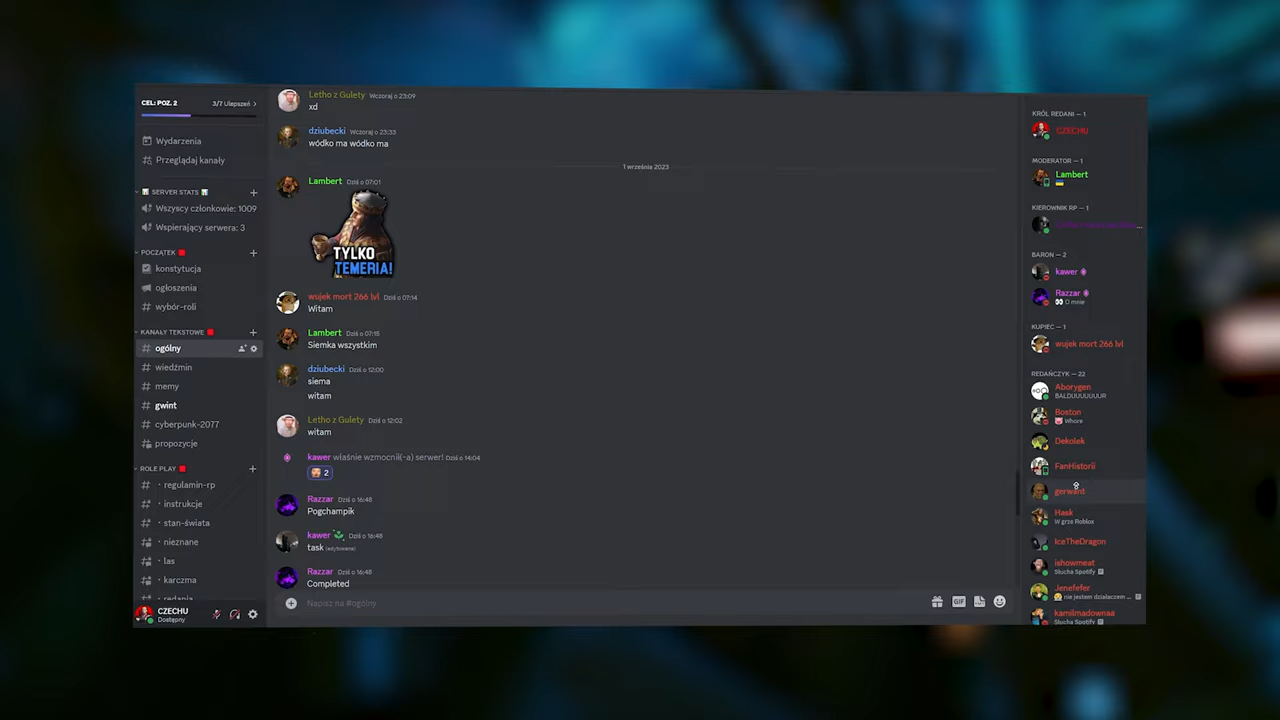 CEL: POZ. 2
3/7 Ulepszeń >
Wydarzenia
Przeglądaj kanały
SERVER STATS
Wszyscy członkowie: 1009
Wspierający serwera: 3
POCZĄTEK
konstytucja
ogłoszenia
wybór-roli
KANAŁY TEKSTOWE
ogólny
wiedźmin
memy
gwint
cyberpunk-2077
propozycje
ROLE PLAY
regulamin-rp
instrukcje
stan-świata
nieznane
las
karczma
redania
CZECHU
Dostępny
Letho z Gulety Wczoraj o 23:09
xd
dziubecki Wczoraj o 23:33
wódko ma wódko ma
1 września 2023
Lambert Dziś o 07:01
TYLKO
TEMERIA!
wujek mort 266 lvl Dziś o 07:14
Witam
Lambert Dziś o 07:15
Siemka wszystkim
dziubecki Dziś o 12:00
siema
witam
Letho z Gulety Dziś o 12:02
witam
kawer właśnie wzmocnił(-a) serwer! Dziś o 14:04
2
Razzar Dziś o 16:48
Pogchampik
kawer Dziś o 16:48
task (edytowane)
Razzar Dziś o 16:48
Completed
Napisz na #ogólny
GIF
KRÓL REDANI — 1
CZECHU
MODERATOR — 1
Lambert
KIEROWNIK RP — 1
BARON — 2
kawer
Razzar
O mnie
KUPIEC — 1
wujek mort 266 lvl
REDAŃCZYK — 22
Aborygen
BALDUUUUUUUR
Boston
Whore
Dekolek
FanHistorii
gerwant
Hask
W grze Roblox
IceTheDragon
ishowmeat
Słucha Spotify
Jenefefer
nie jestem działaczem ...
kamilmadownaa
Słucha Spotify